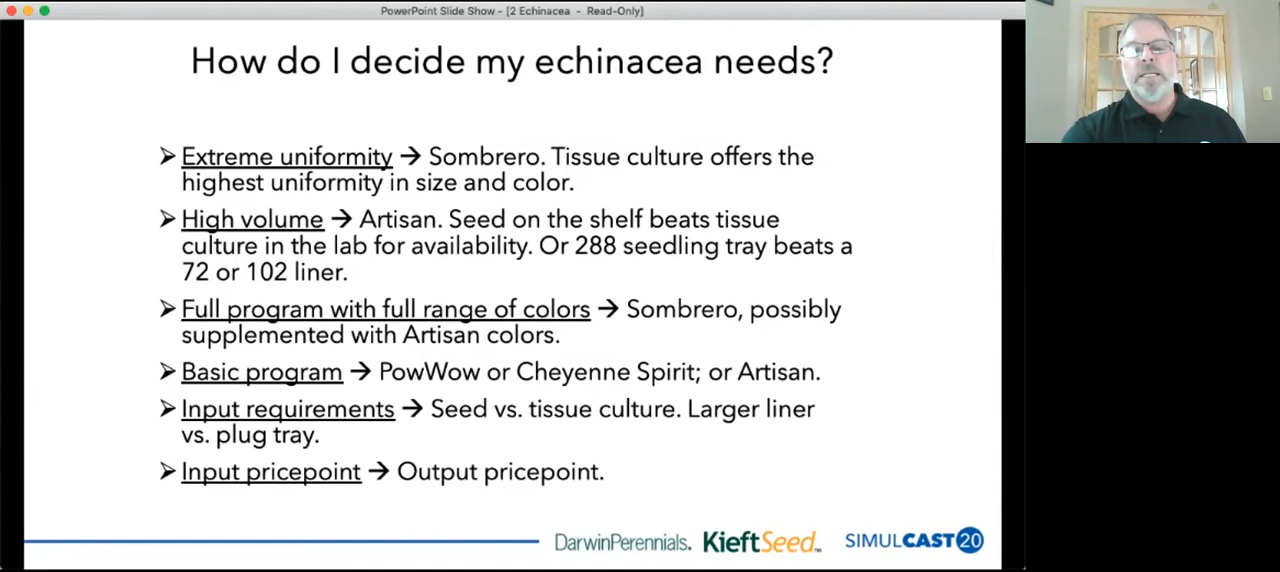 PowerPoint Slide Show - [2 Echinacea - Read-Only]
How do I decide my echinacea needs?
➢ Extreme uniformity → Sombrero. Tissue culture offers the
highest uniformity in size and color.
➢ High volume → Artisan. Seed on the shelf beats tissue
culture in the lab for availability. Or 288 seedling tray beats a
72 or 102 liner.
➢ Full program with full range of colors → Sombrero, possibly
supplemented with Artisan colors.
➢ Basic program → PowWow or Cheyenne Spirit; or Artisan.
➢ Input requirements → Seed vs. tissue culture. Larger liner
vs. plug tray.
➢ Input pricepoint → Output pricepoint.
DarwinPerennials. KieftSeed™ SIMULCAST20